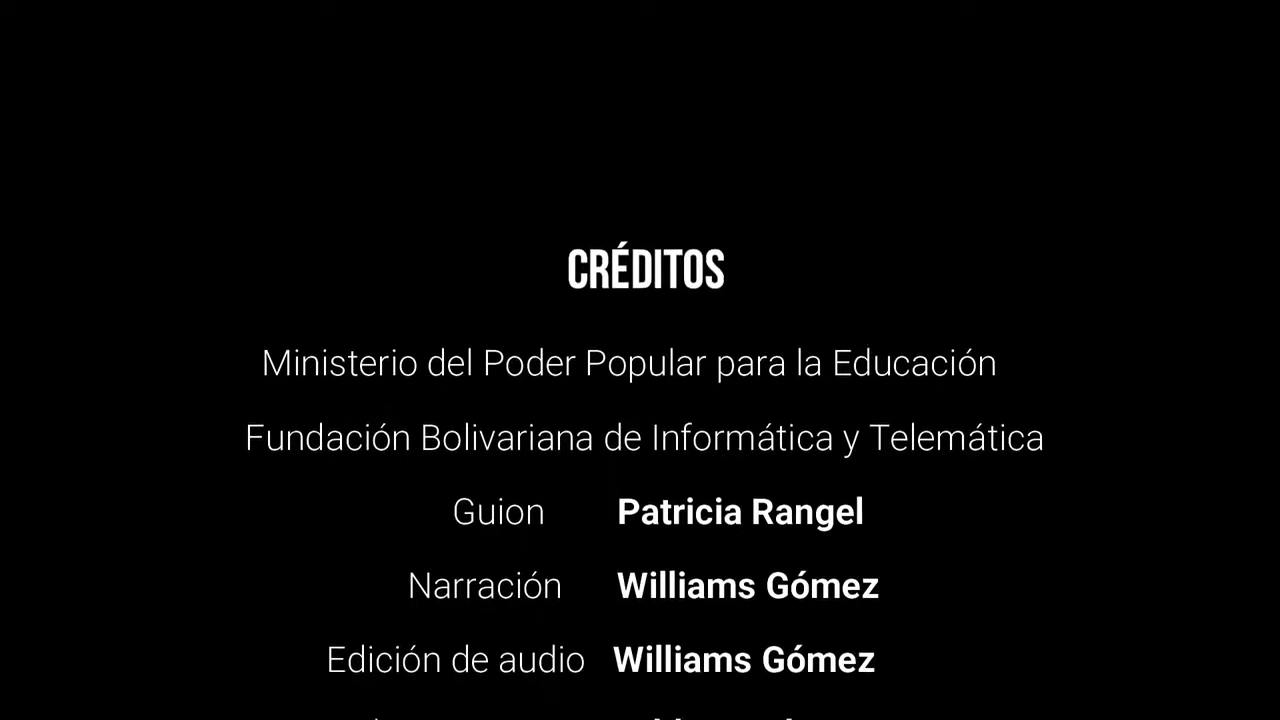 CRÉDITOS
Ministerio del Poder Popular para la Educación
Fundación Bolivariana de Informática y Telemática
Guion Patricia Rangel
Narración Williams Gómez
Edición de audio Williams Gómez